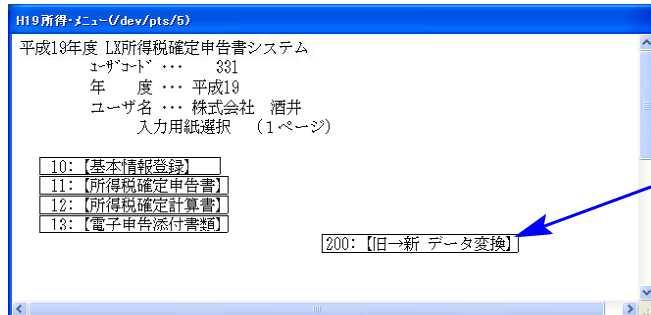 H19所得・メニュー(/dev/pts/5)
平成19年度 LX所得税確定申告書システム
ユーザコード ・・・ 331
年　　度 ・・・ 平成19
ユーザ名 ・・・ 株式会社　酒井
入力用紙選択　（1ページ）
10:【基本情報登録】
11:【所得税確定申告書】
12:【所得税確定計算書】
13:【電子申告添付書類】
200:【旧→新 データ変換】